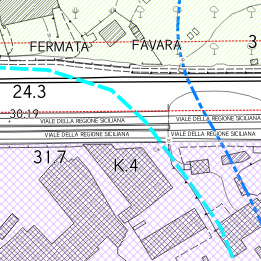 FERMATA FAVARA 3
24.3
30.19
VIALE DELLA REGIONE SICILIANA VIALE DELLA REGIONE SICILIANA
VIALE DELLA REGIONE SICILIANA VIALE DELLA REGIONE SICILIANA
31.7 K.4